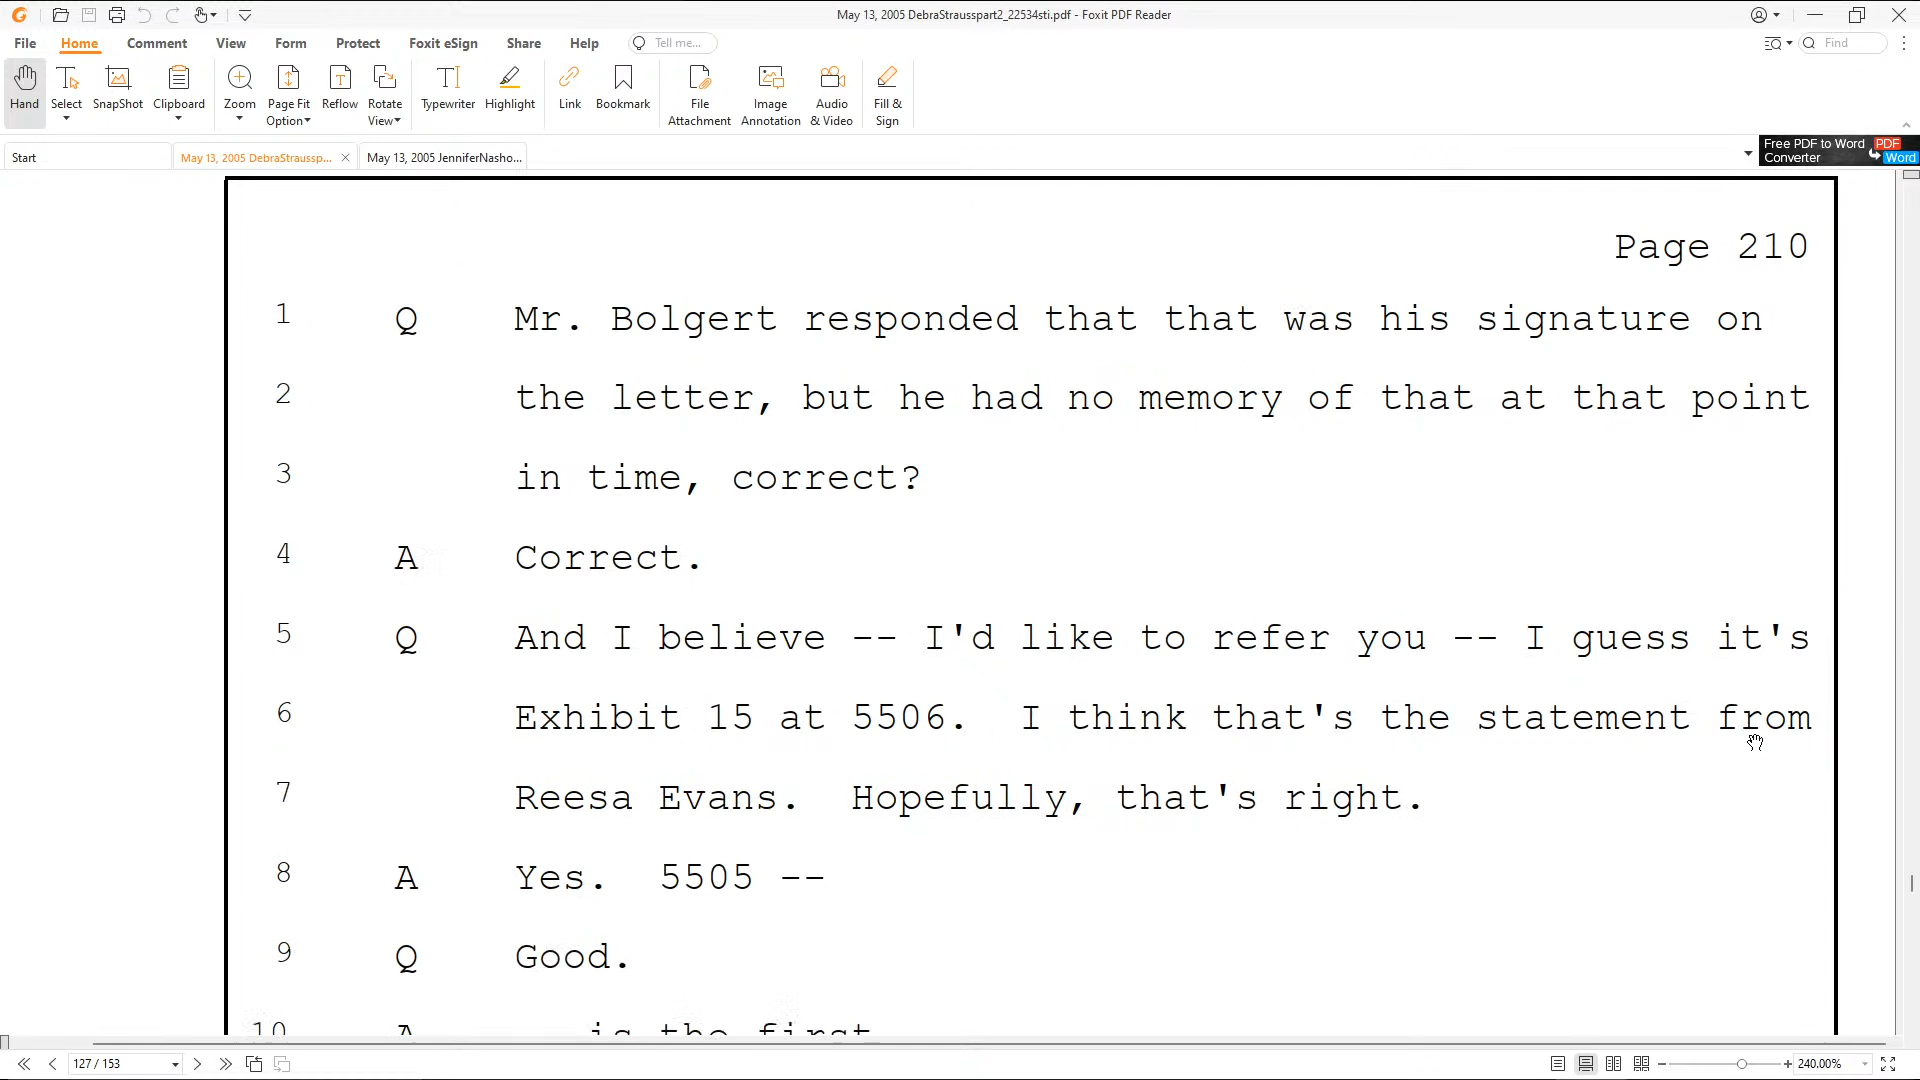 May 13, 2005 DebraStrausspart2_22534sti.pdf - Foxit PDF Reader
File Home Comment View Form Protect Foxit eSign Share Help Tell me... Find
Hand Select SnapShot Clipboard Zoom Page Fit Option Reflow Rotate View Typewriter Highlight Link Bookmark File Attachment Image Annotation Audio & Video Fill & Sign
Start May 13, 2005 DebraStraussp... May 13, 2005 JenniferNasho...
Free PDF to Word Converter PDF Word
Page 210
1 Q Mr. Bolgert responded that that was his signature on
2 the letter, but he had no memory of that at that point
3 in time, correct?
4 A Correct.
5 Q And I believe -- I'd like to refer you -- I guess it's
6 Exhibit 15 at 5506. I think that's the statement from
7 Reesa Evans. Hopefully, that's right.
8 A Yes. 5505 --
9 Q Good.
10 A is the first
127 / 153 240.00%